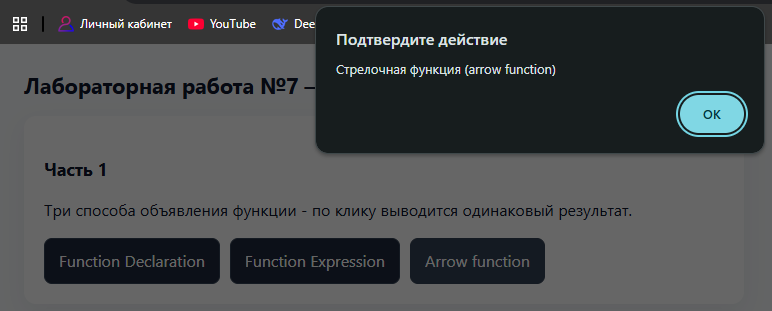 Личный кабинет
YouTube
Dee
Подтвердите действие
Стрелочная функция (arrow function)
ОК
Лабораторная работа №7 –
Часть 1
Три способа объявления функции - по клику выводится одинаковый результат.
Function Declaration
Function Expression
Arrow function